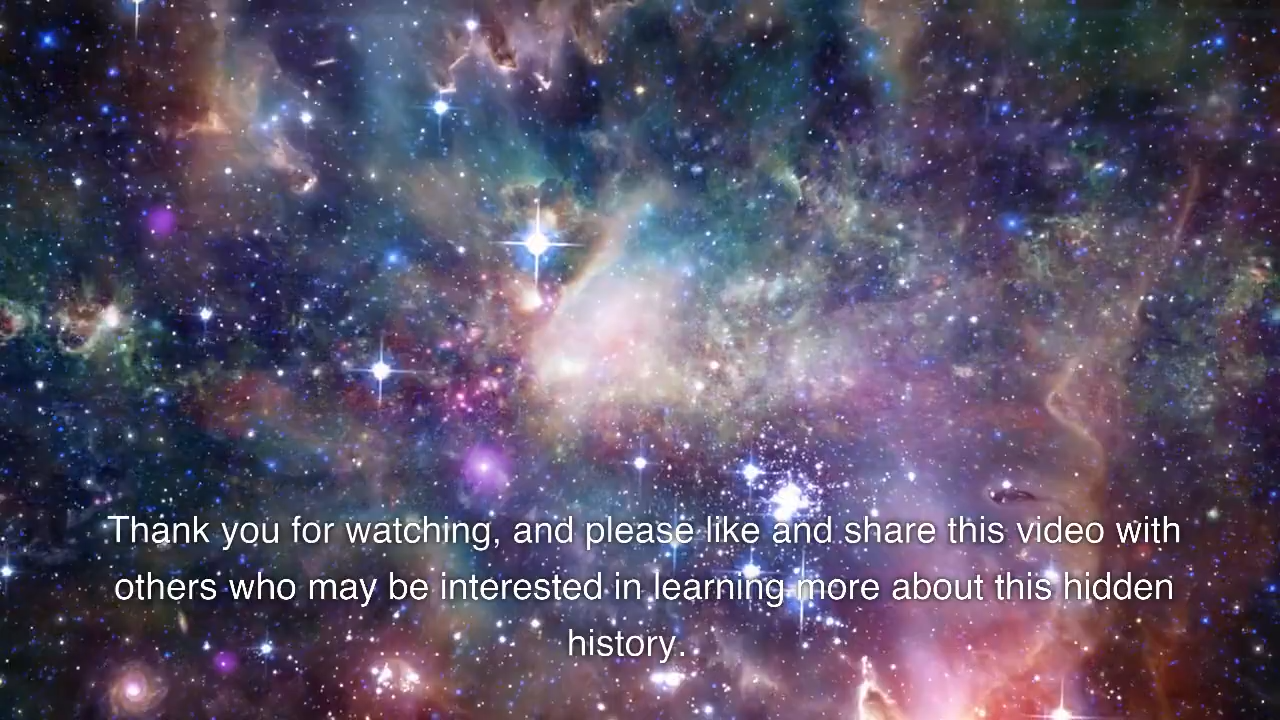 Thank you for watching, and please like and share this video with
others who may be interested in learning more about this hidden
history.